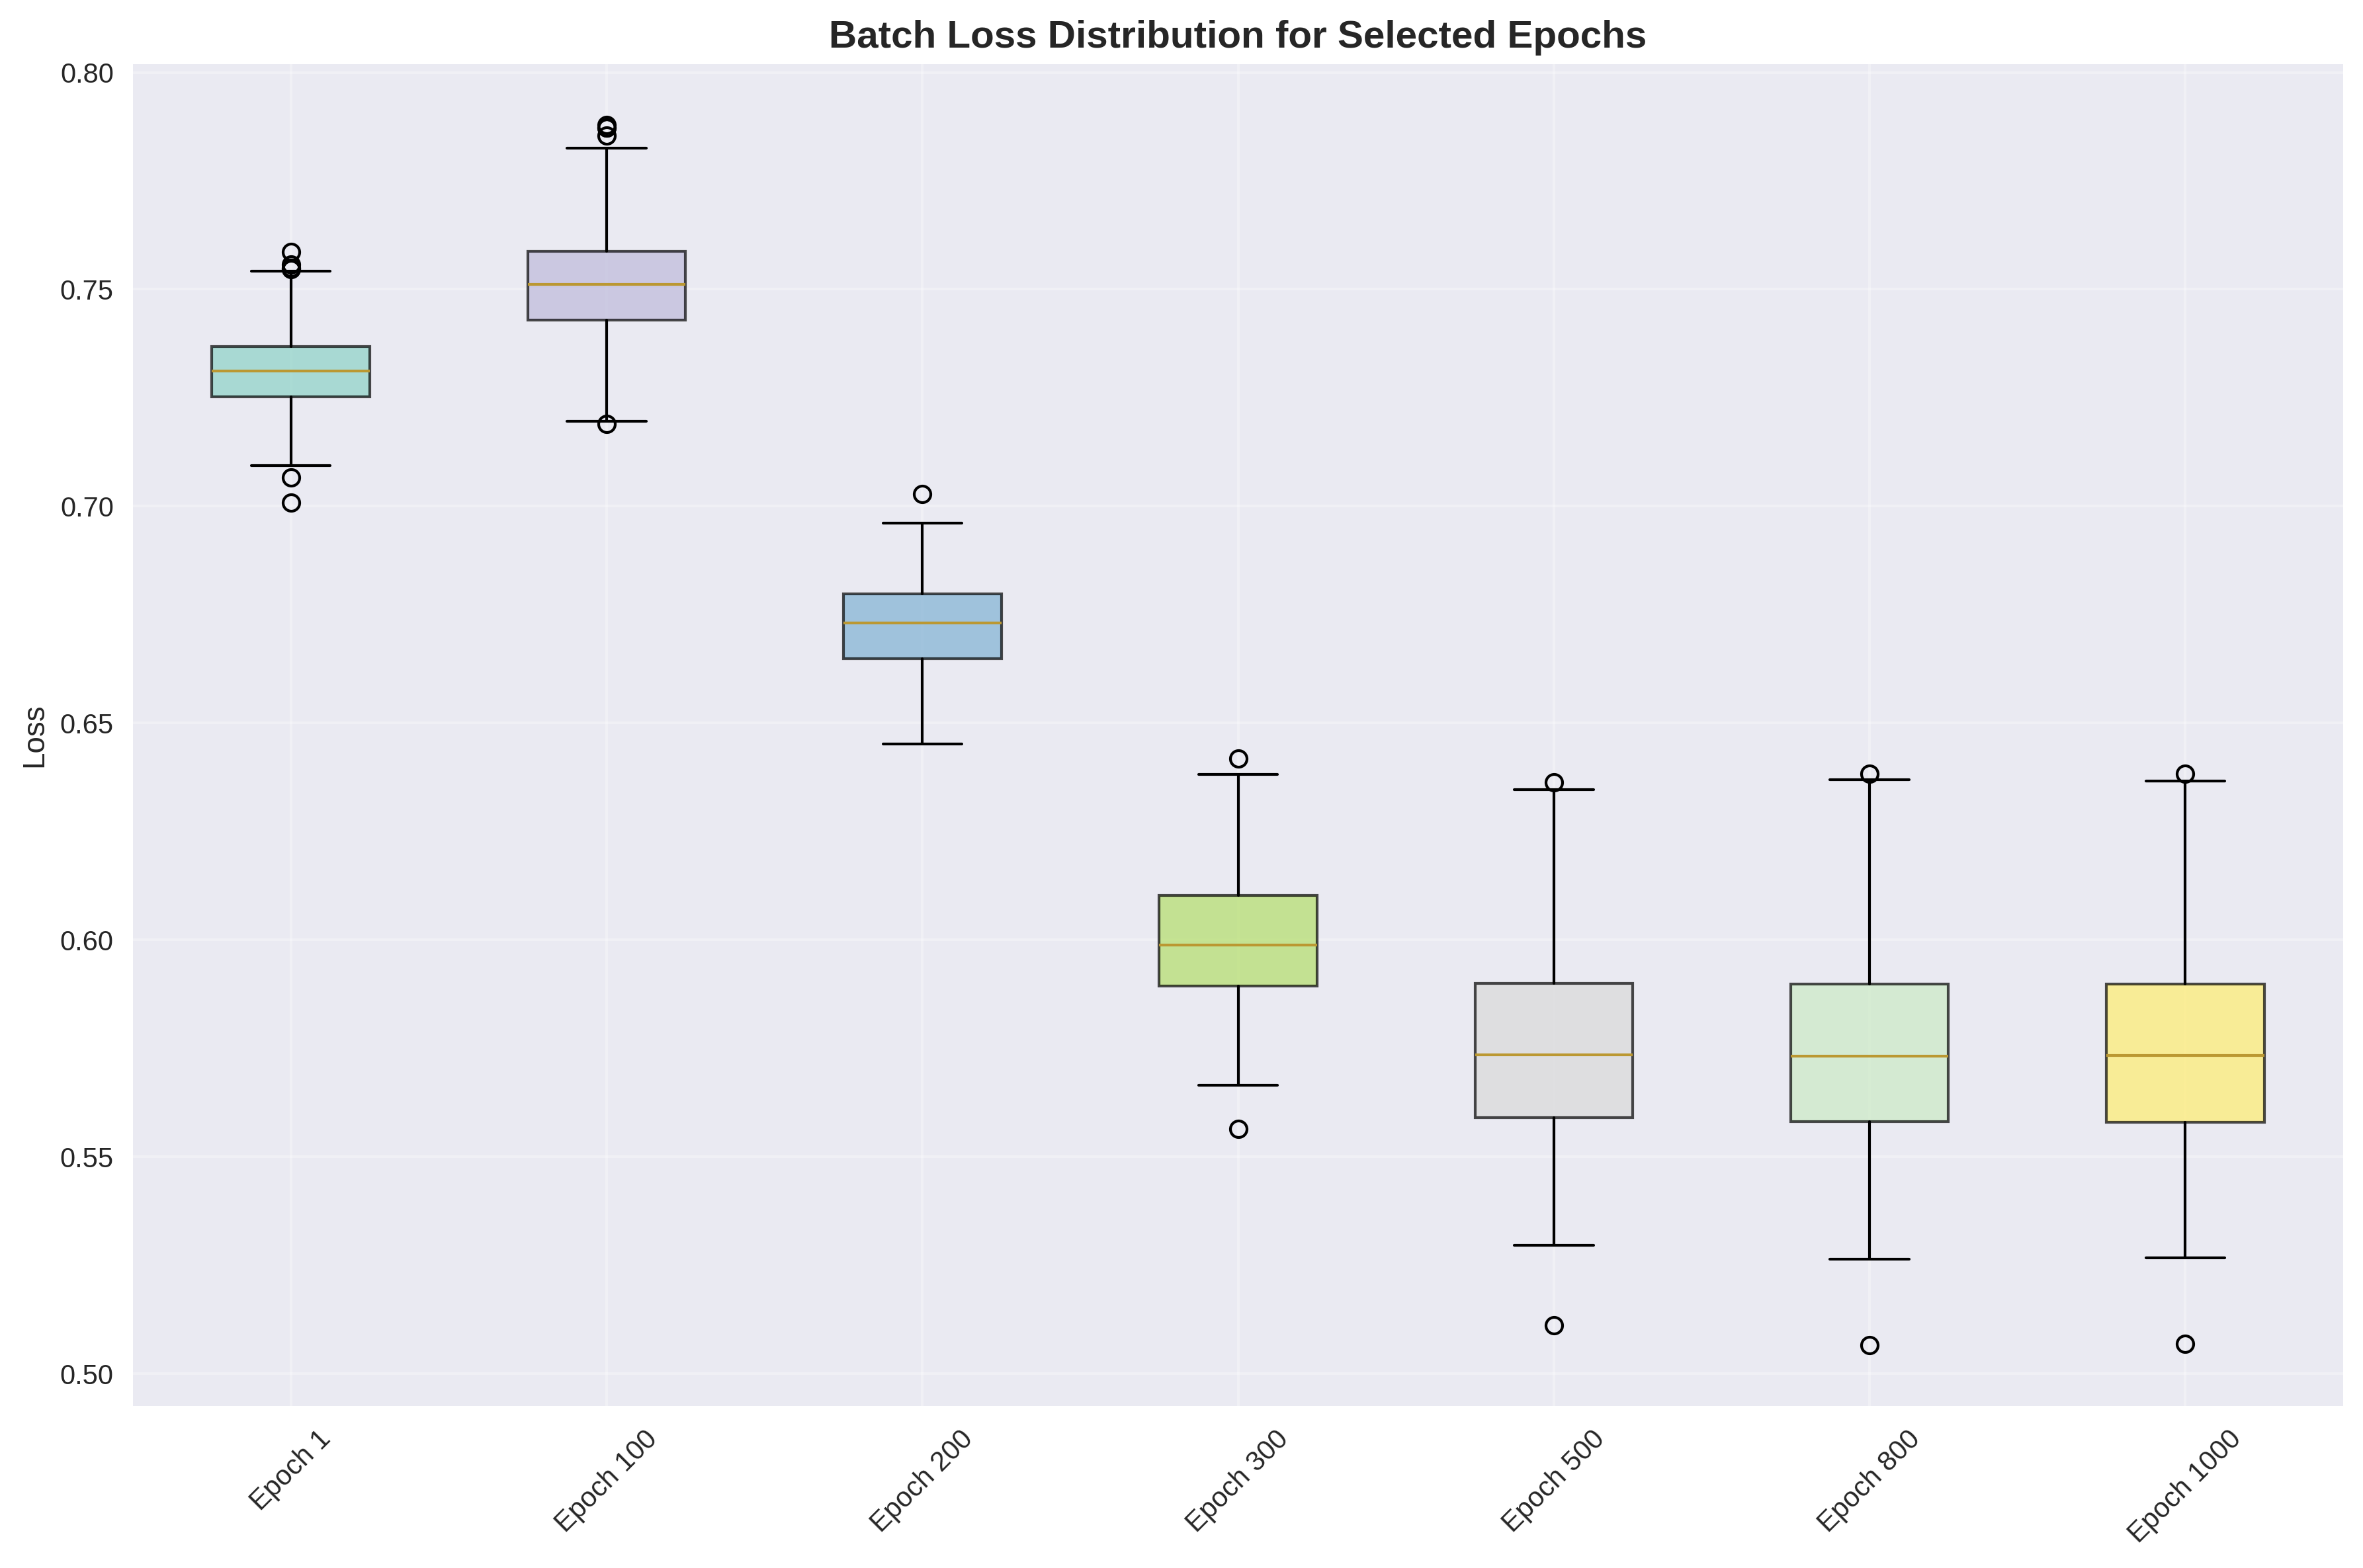 Batch Loss Distribution for Selected Epochs
0.80
0.75
0.70
0.65
0.60
0.55
0.50
Loss
Epoch 1
Epoch 100
Epoch 200
Epoch 300
Epoch 500
Epoch 800
Epoch 1000